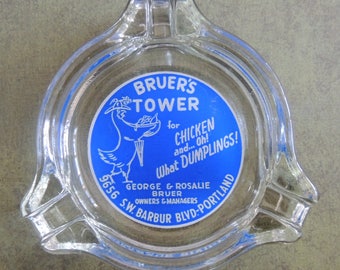 BRUER'S
TOWER
for
CHICKEN
and... Oh!
What DUMPLINGS!
GEORGE & ROSALIE
BRUER
OWNERS & MANAGERS
9656 S.W. BARBUR BLVD-PORTLAND